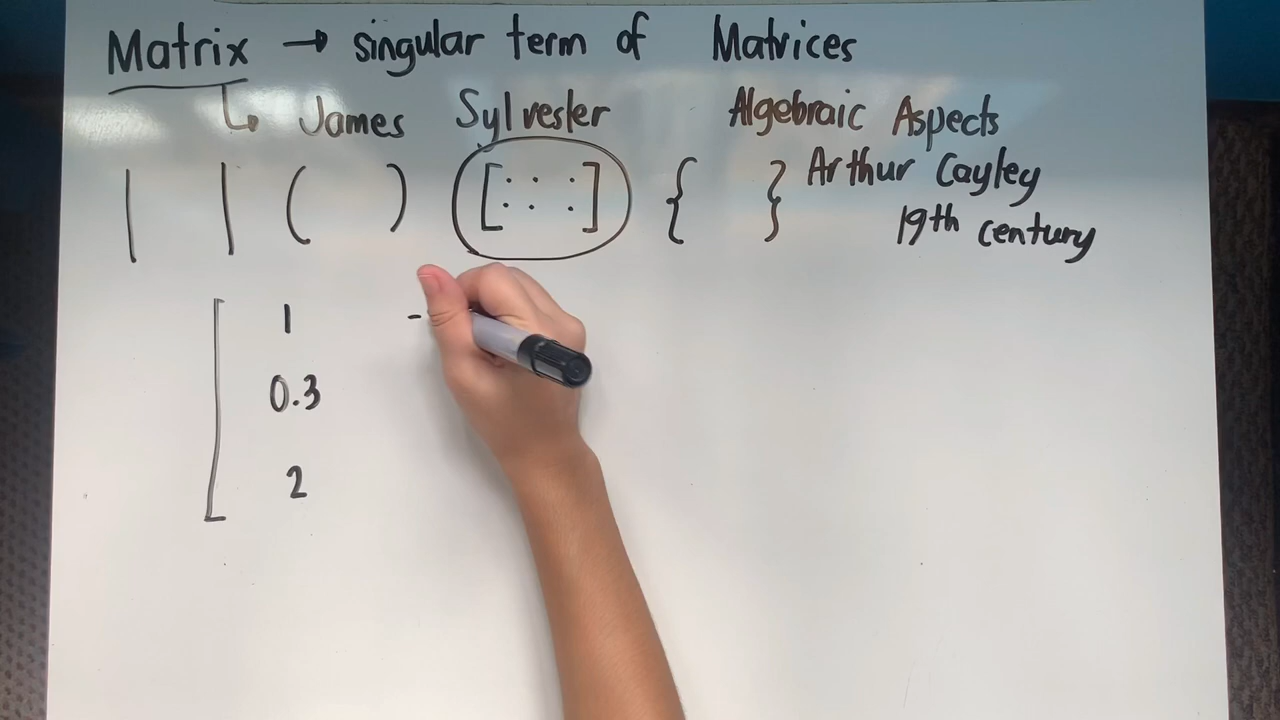 Matrix → singular term of Matrices
↳ James Sylvester Algebraic Aspects
| | ( ) [: : :] { } Arthur Cayley
19th century
[ 1 -
0.3
2